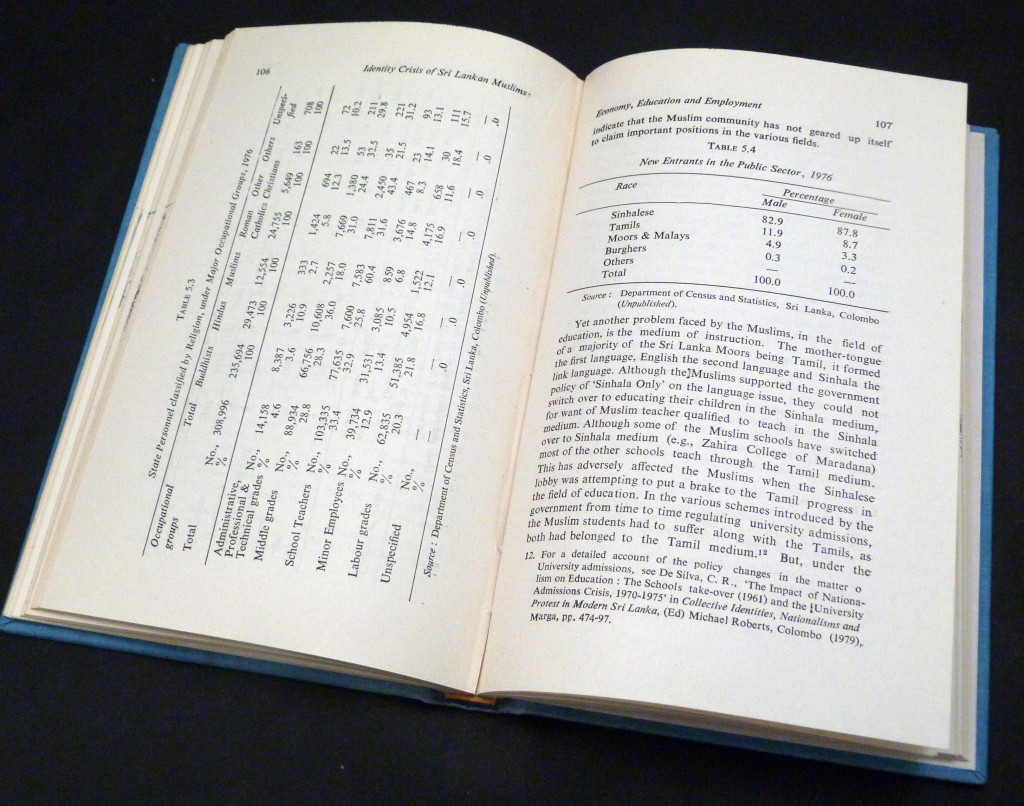 106
Identity Crisis of Sri Lankan Muslims
TABLE 5.3
State Personnel classified by Religion, under Major Occupational Groups, 1976
Occupational Total Buddhists Hindus Muslims Roman Other Others Unspeci-
groups Catholics Christians fied
Total No., 308,996 235,694 29,473 12,554 24,755 5,649 163 708
% 100 100 100 100 100 100 100
Administrative,
Professional & No., 14,158 8,387 3,226 333 1,424 694 22 72
Technical grades % 4.6 3.6 10.9 2.7 5.8 12.3 13.5 10.2
Middle grades No., 88,934 66,756 10,608 2,257 7,669 1,380 53 211
% 28.8 28.3 36.0 18.0 31.0 24.4 32.5 29.8
School Teachers No., 103,335 77,635 7,600 7,583 7,811 2,450 35 221
% 33.4 32.9 25.8 60.4 31.6 43.4 21.5 31.2
Minor Employees No., 39,734 31,531 3,085 859 3,676 467 23 93
% 12.9 13.4 10.5 6.8 14.8 8.3 14.1 13.1
Labour grades No., 62,835 51,385 4,954 1,522 4,175 658 30 111
% 20.3 21.8 16.8 12.1 16.9 11.6 18.4 15.7
Unspecified No., — — — — — — — —
% — .0 .0 .0 .0 .0 .0 .0
Source : Department of Census and Statistics, Sri Lanka, Colombo (Unpublished).
Economy, Education and Employment
107
indicate that the Muslim community has not geared up itself
to claim important positions in the various fields.
TABLE 5.4
New Entrants in the Public Sector, 1976
Race Percentage
Male Female
Sinhalese 82.9 87.8
Tamils 11.9 8.7
Moors & Malays 4.9 3.3
Burghers 0.3 0.2
Others — —
Total 100.0 100.0
Source : Department of Census and Statistics, Sri Lanka, Colombo
(Unpublished).
Yet another problem faced by the Muslims, in the field of
education, is the medium of instruction. The mother-tongue
of a majority of the Sri Lanka Moors being Tamil, it formed
the first language, English the second language and Sinhala the
link language. Although the Muslims supported the government
policy of 'Sinhala Only' on the language issue, they could not
switch over to educating their children in the Sinhala medium,
for want of Muslim teacher qualified to teach in the Sinhala
medium. Although some of the Muslim schools have switched
over to Sinhala medium (e.g., Zahira College of Maradana)
most of the other schools teach through the Tamil medium.
This has adversely affected the Muslims when the Sinhalese
lobby was attempting to put a brake to the Tamil progress in
the field of education. In the various schemes introduced by the
government from time to time regulating university admissions,
the Muslim students had to suffer along with the Tamils, as
both had belonged to the Tamil medium.¹² But, under the
12. For a detailed account of the policy changes in the matter o
University admissions, see De Silva, C. R., 'The Impact of Nationa-
lism on Education : The Schools take-over (1961) and the University
Admissions Crisis, 1970-1975' in Collective Identities, Nationalisms and
Protest in Modern Sri Lanka, (Ed) Michael Roberts, Colombo (1979),
Marga, pp. 474-97.